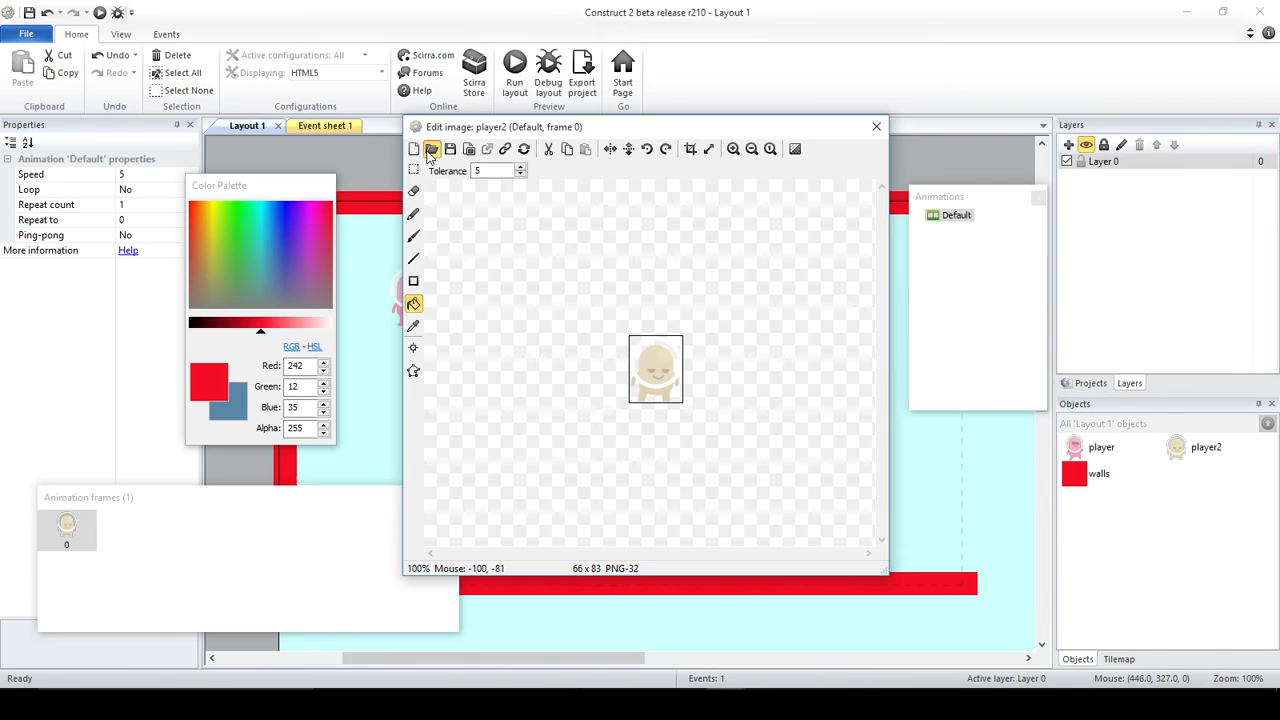 Construct 2 beta release r210 - Layout 1
File Home View Events
Paste Cut Copy
Undo Redo
Delete Select All Select None
Active configurations: All
Displaying: HTML5
Scirra.com Forums Help
Scirra Store
Run layout Debug layout Export project
Start Page
Clipboard Undo Selection Configurations Online Preview Go
Properties
Animation 'Default' properties
Speed 5
Loop No
Repeat count 1
Repeat to 0
Ping-pong No
More information Help
Layout 1 Event sheet 1
Color Palette
RGB - HSL
Red: 242
Green: 12
Blue: 35
Alpha: 255
Animation frames (1)
0
Edit image: player2 (Default, frame 0)
Tolerance 5
100% Mouse: -100, -81 66 x 83 PNG-32
Animations
Default
Layers
Layer 0 0
Projects Layers
Objects
All 'Layout 1' objects
player player2
walls
Objects Tilemap
Ready Events: 1 Active layer: Layer 0 Mouse: (446.0, 327.0, 0) Zoom: 100%